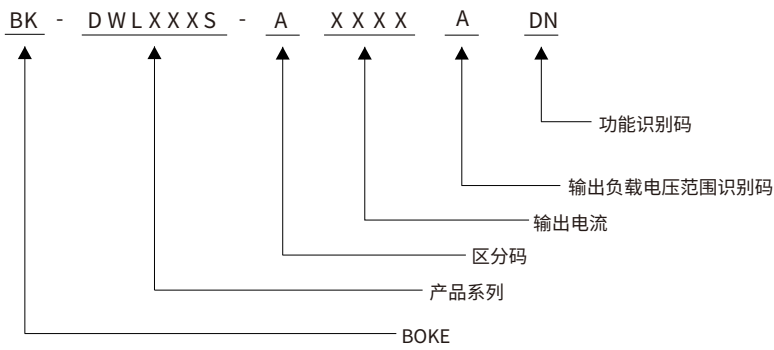 BK - DWLXXXS - A XXXX A DN
功能识别码
输出负载电压范围识别码
输出电流
区分码
产品系列
BOKE